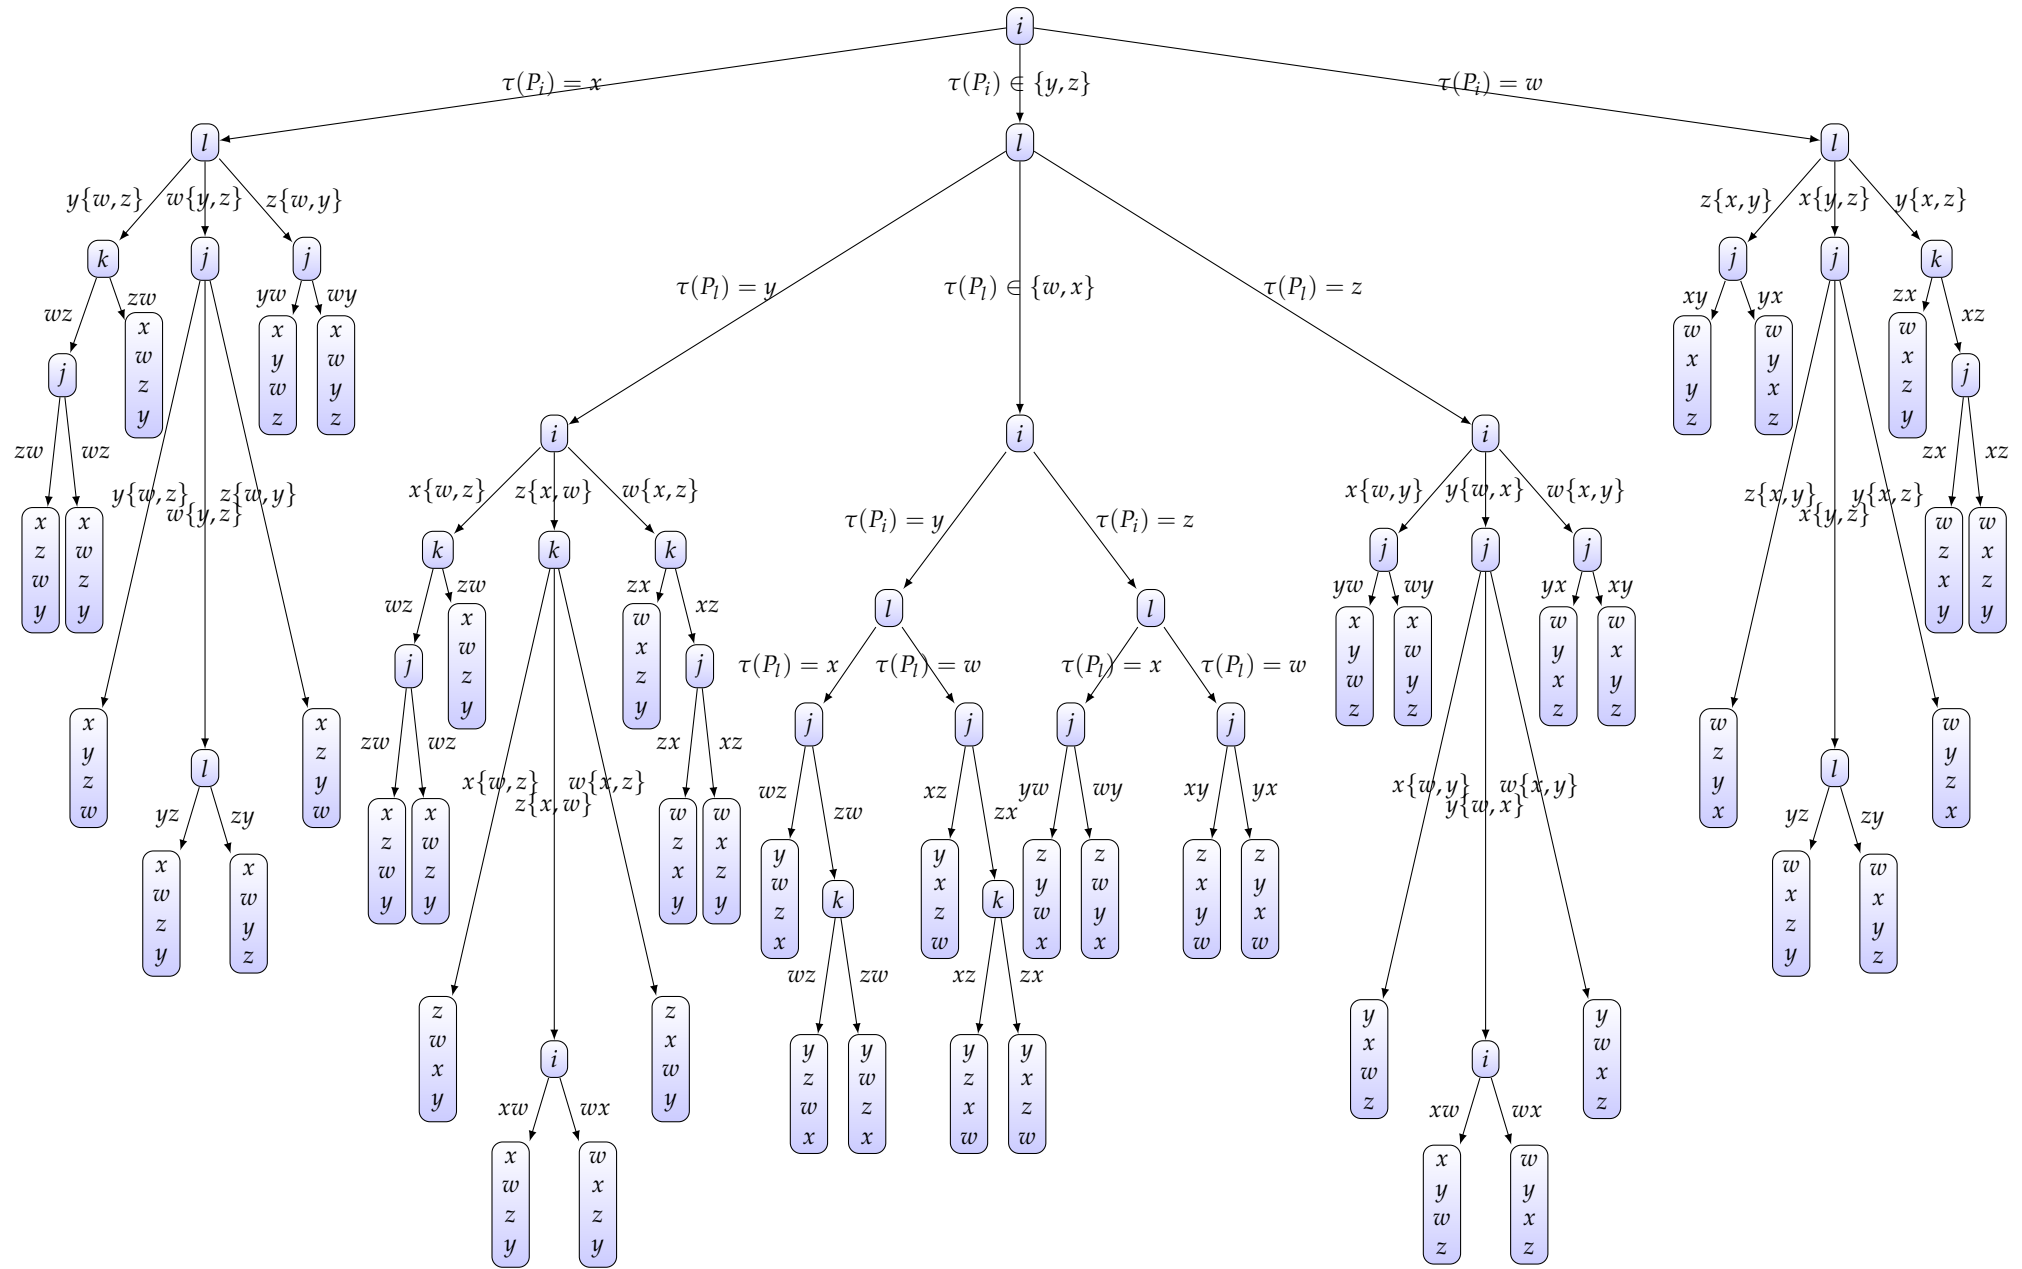 i
τ(P_i) = x τ(P_i) ∈ {y, z} τ(P_i) = w
l l l
y{w, z} w{y, z} z{w, y} z{x, y} x{y, z} y{x, z}
k j j j j k
τ(P_l) = y τ(P_l) ∈ {w, x} τ(P_l) = z
wz zw yw wy xy yx zx xz
j j
x w z y
x y w z
x w y z
w x y z
w y x z
w x z y
i i i
zw wz zx xz
y{w, z} w{y, z} z{w, y}
x{w, z} z{x, w} w{x, z}
τ(P_i) = y τ(P_i) = z
x{w, y} y{w, x} w{x, y}
z{x, y} x{y, z} y{x, z}
x z w y
x w z y
k k k
j j j
w z x y
w x z y
wz zw zx xz
l l
yw wy yx xy
j j
x w z y
w x z y
x y w z
x w y z
w y x z
w x y z
τ(P_l) = x τ(P_l) = w τ(P_l) = x τ(P_l) = w
zw wz zx xz
j j j j
x y z w
l
x z y w
w z y x
l
w y z x
yz zy
x{w, z} z{x, w} w{x, z}
wz zw xz zx yw wy xy yx
x{w, y} y{w, x} w{x, y}
yz zy
x w z y
x w y z
x z w y
x w z y
w z x y
w x z y
y w z x
k
y x z w
k
z y w x
z w y x
z x y w
z y x w
w x z y
w x y z
wz zw xz zx
z w x y
i
z x w y
y z w x
y w z x
y z x w
y x z w
y x w z
i
y w x z
xw wx xw wx
x w z y
w x z y
x y w z
w y x z